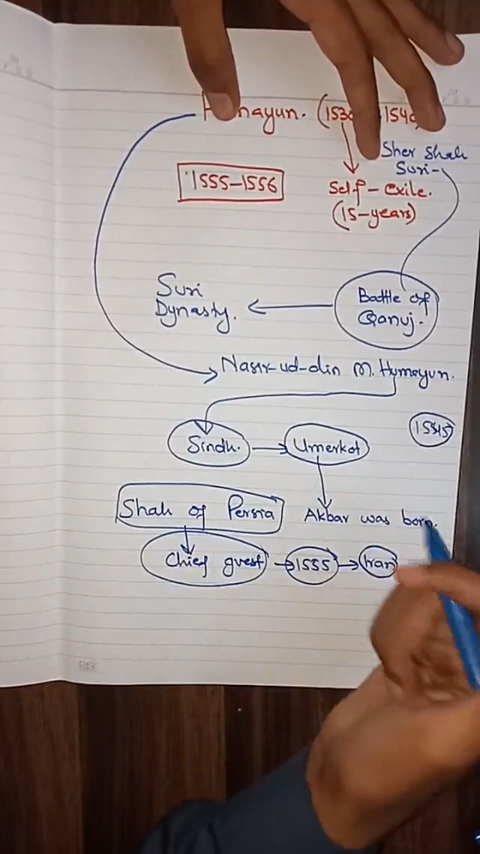 Humayun. (1530 - 1540)
Sher Shah
Suri-
1555-1556
Self-exile.
(15-years)
Suri
Dynasty.
Battle of
Qanuj.
Nasir-ud-din M. Humayun.
1545
Sindh.
Umerkot
Shah of Persia
Akbar was born.
Chief guest
1555
Iran